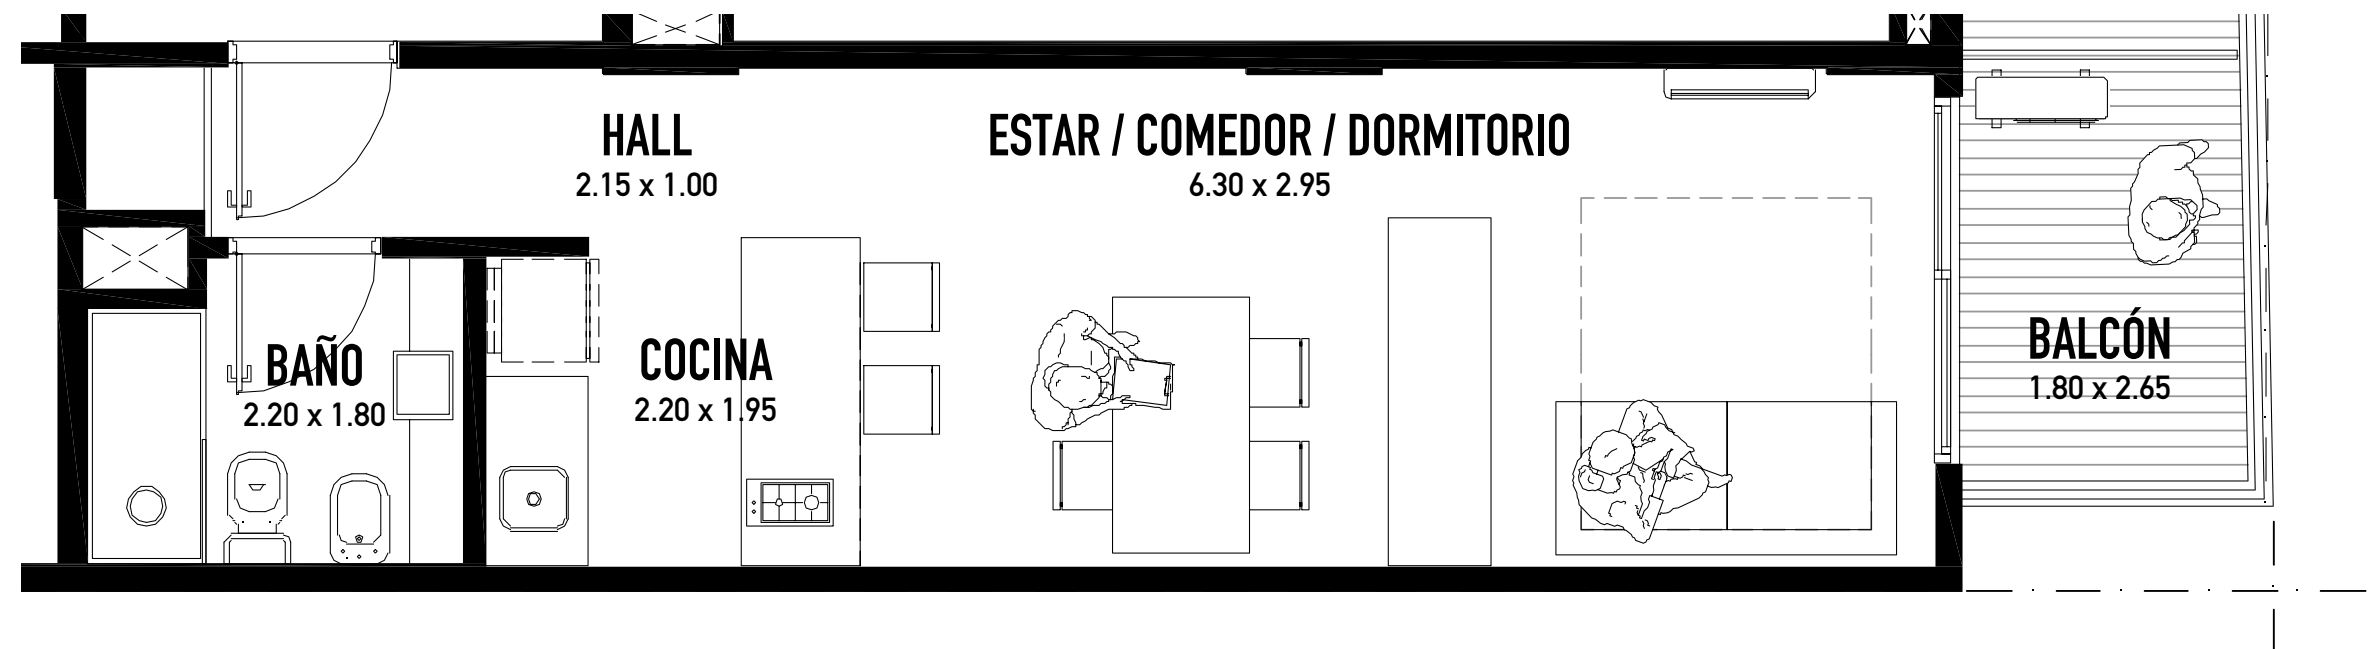 HALL
2.15 x 1.00
ESTAR / COMEDOR / DORMITORIO
6.30 x 2.95
BAÑO
2.20 x 1.80
COCINA
2.20 x 1.95
BALCÓN
1.80 x 2.65